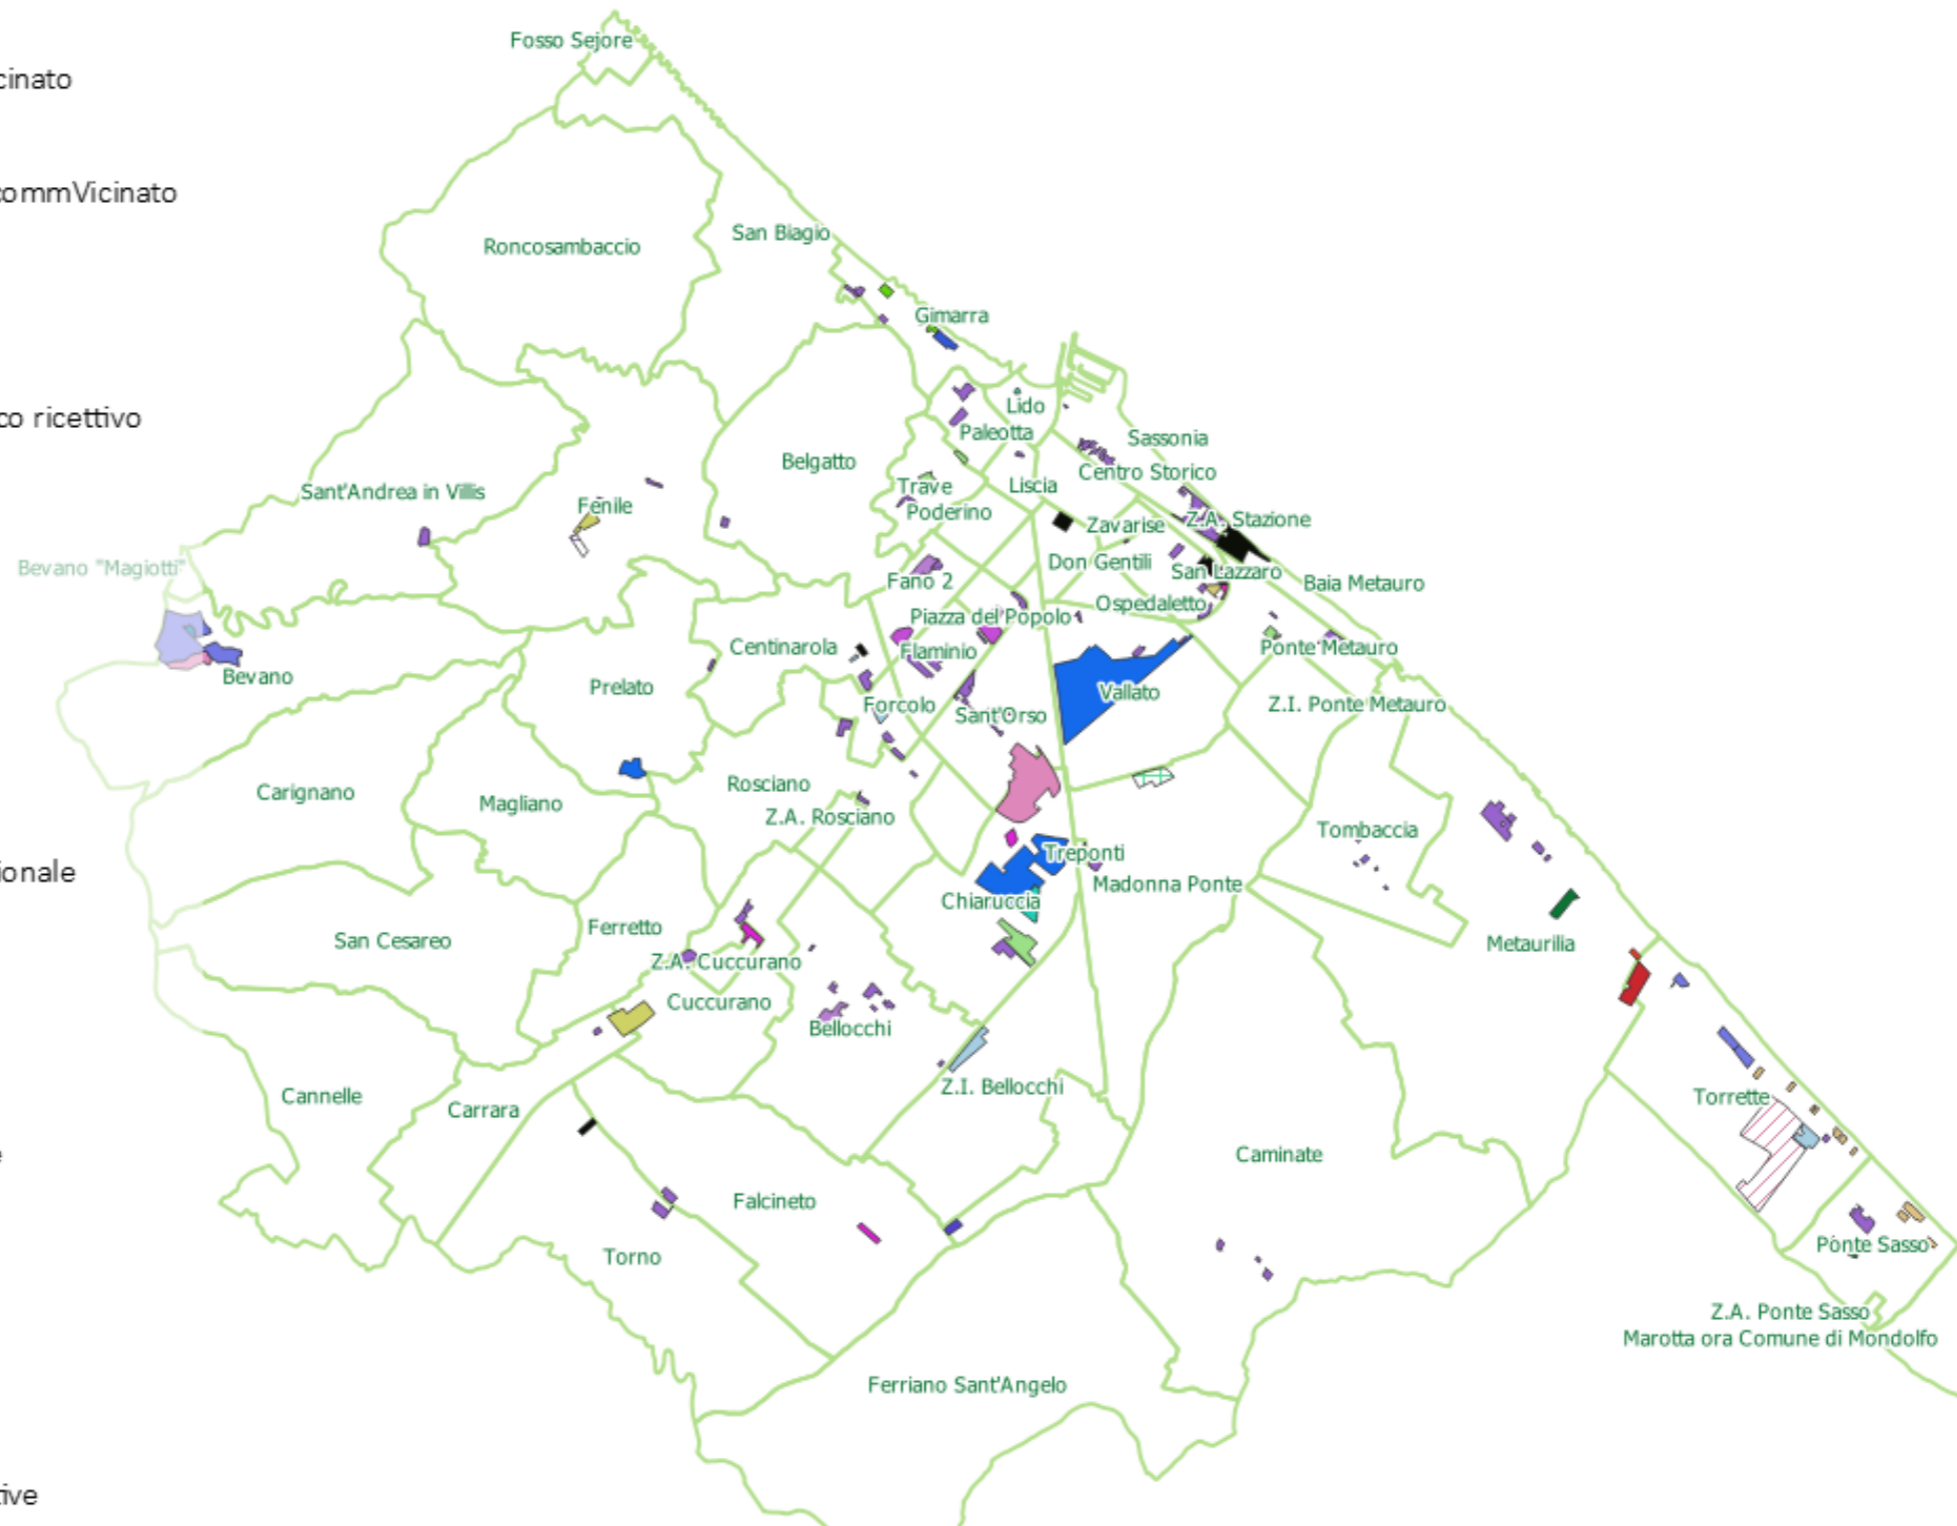 Fosso Sejore
cinato
commVicinato
San Biagio
Roncosambaccio
Gimarra
Lido
co ricettivo
Paleotta
Sassonia
Belgatto
Centro Storico
Sant'Andrea in Villis
Trave
Liscia
Fenile
Poderino
Z.A. Stazione
Zavarise
Don Gentili
Bevano "Magiotti"
San Lazzaro
Fano 2
Baia Metauro
Ospedaletto
Piazza del Popolo
Centinarola
Flaminio
Ponte Metauro
Bevano
Prelato
Vallato
Forcolo
Z.I. Ponte Metauro
Sant'Orso
Rosciano
Carignano
Magliano
Z.A. Rosciano
Tombaccia
Treponti
ionale
Madonna Ponte
Chiaruccia
Ferretto
San Cesareo
Metaurilia
Z.A. Cuccurano
Cuccurano
Bellocchi
Z.I. Bellocchi
Cannelle
Torrette
Carrara
e
Caminate
Falcineto
Ponte Sasso
Torno
Z.A. Ponte Sasso
Marotta ora Comune di Mondolfo
Ferriano Sant'Angelo
tive